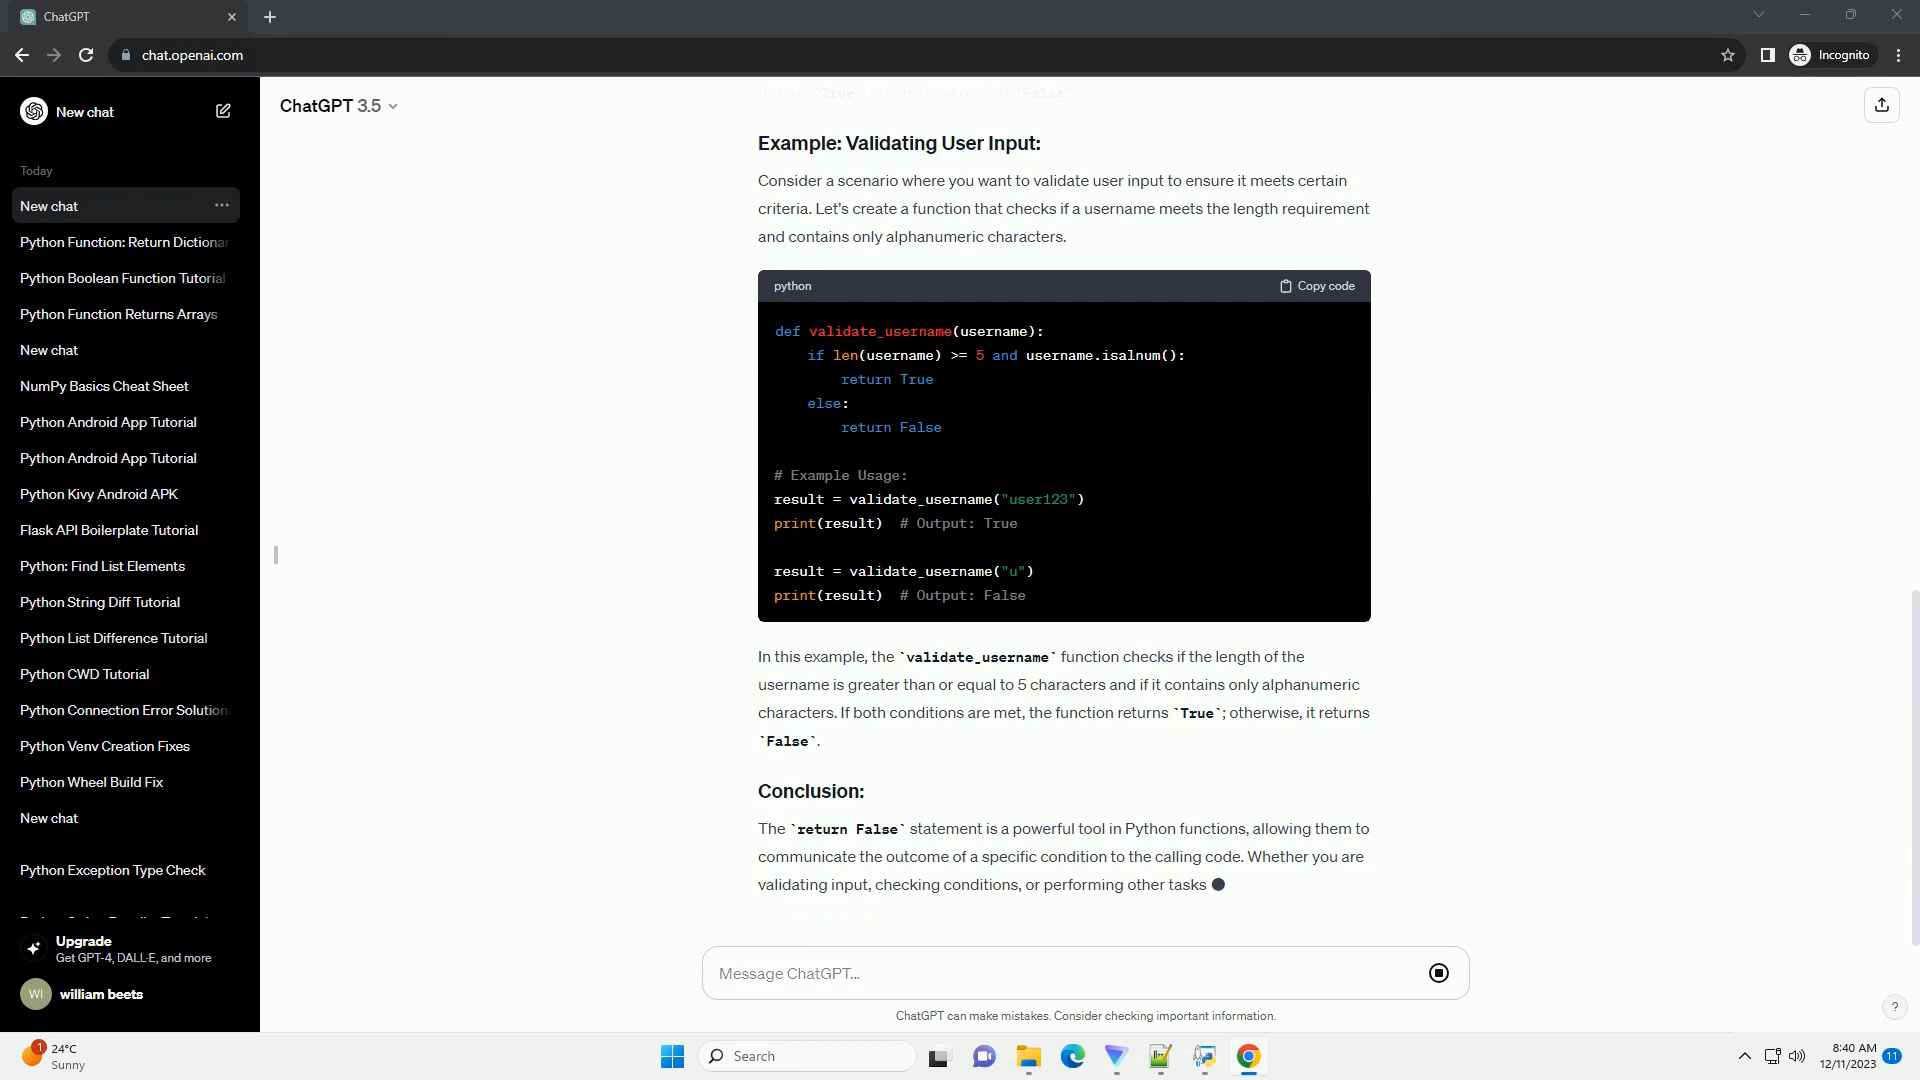 ChatGPT
chat.openai.com
Incognito
New chat
Today
New chat
Python Function: Return Dictionar
Python Boolean Function Tutorial
Python Function Returns Arrays
New chat
NumPy Basics Cheat Sheet
Python Android App Tutorial
Python Android App Tutorial
Python Kivy Android APK
Flask API Boilerplate Tutorial
Python: Find List Elements
Python String Diff Tutorial
Python List Difference Tutorial
Python CWD Tutorial
Python Connection Error Solution
Python Venv Creation Fixes
Python Wheel Build Fix
New chat
Python Exception Type Check
Upgrade
Get GPT-4, DALL·E, and more
WI
william beets
ChatGPT 3.5
True
False
Example: Validating User Input:
Consider a scenario where you want to validate user input to ensure it meets certain
criteria. Let's create a function that checks if a username meets the length requirement
and contains only alphanumeric characters.
python
Copy code
def validate_username(username):
    if len(username) >= 5 and username.isalnum():
        return True
    else:
        return False
# Example Usage:
result = validate_username("user123")
print(result)  # Output: True
result = validate_username("u")
print(result)  # Output: False
In this example, the `validate_username` function checks if the length of the
username is greater than or equal to 5 characters and if it contains only alphanumeric
characters. If both conditions are met, the function returns `True`; otherwise, it returns
`False`.
Conclusion:
The `return False` statement is a powerful tool in Python functions, allowing them to
communicate the outcome of a specific condition to the calling code. Whether you are
validating input, checking conditions, or performing other tasks
Message ChatGPT...
ChatGPT can make mistakes. Consider checking important information.
?
1
24°C
Sunny
Search
8:40 AM
12/11/2023
11